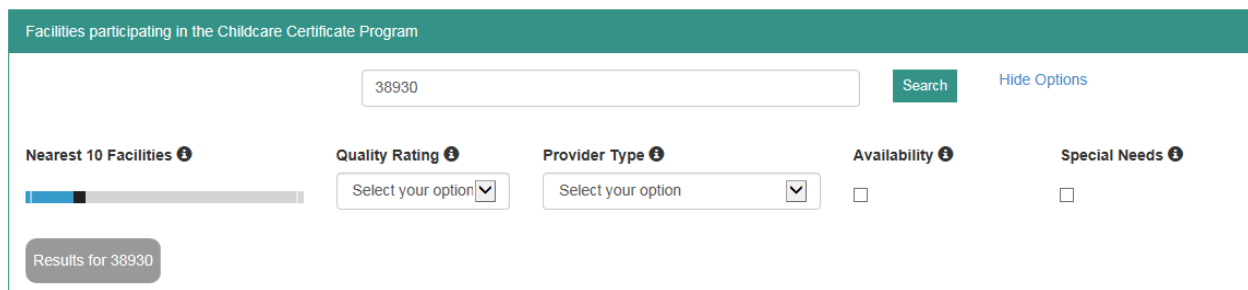 Facilities participating in the Childcare Certificate Program
38930
Search
Hide Options
Nearest 10 Facilities
Quality Rating
Provider Type
Availability
Special Needs
Select your option
Select your option
Results for 38930